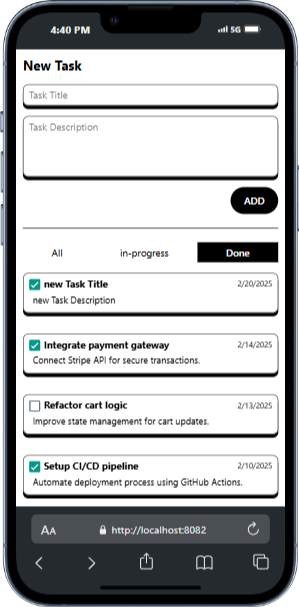 4:40 PM 5G
New Task
Task Title
Task Description
ADD
All in-progress Done
new Task Title 2/20/2025
new Task Description
Integrate payment gateway 2/14/2025
Connect Stripe API for secure transactions.
Refactor cart logic 2/13/2025
Improve state management for cart updates.
Setup CI/CD pipeline 2/10/2025
Automate deployment process using GitHub Actions.
AA http://localhost:8082